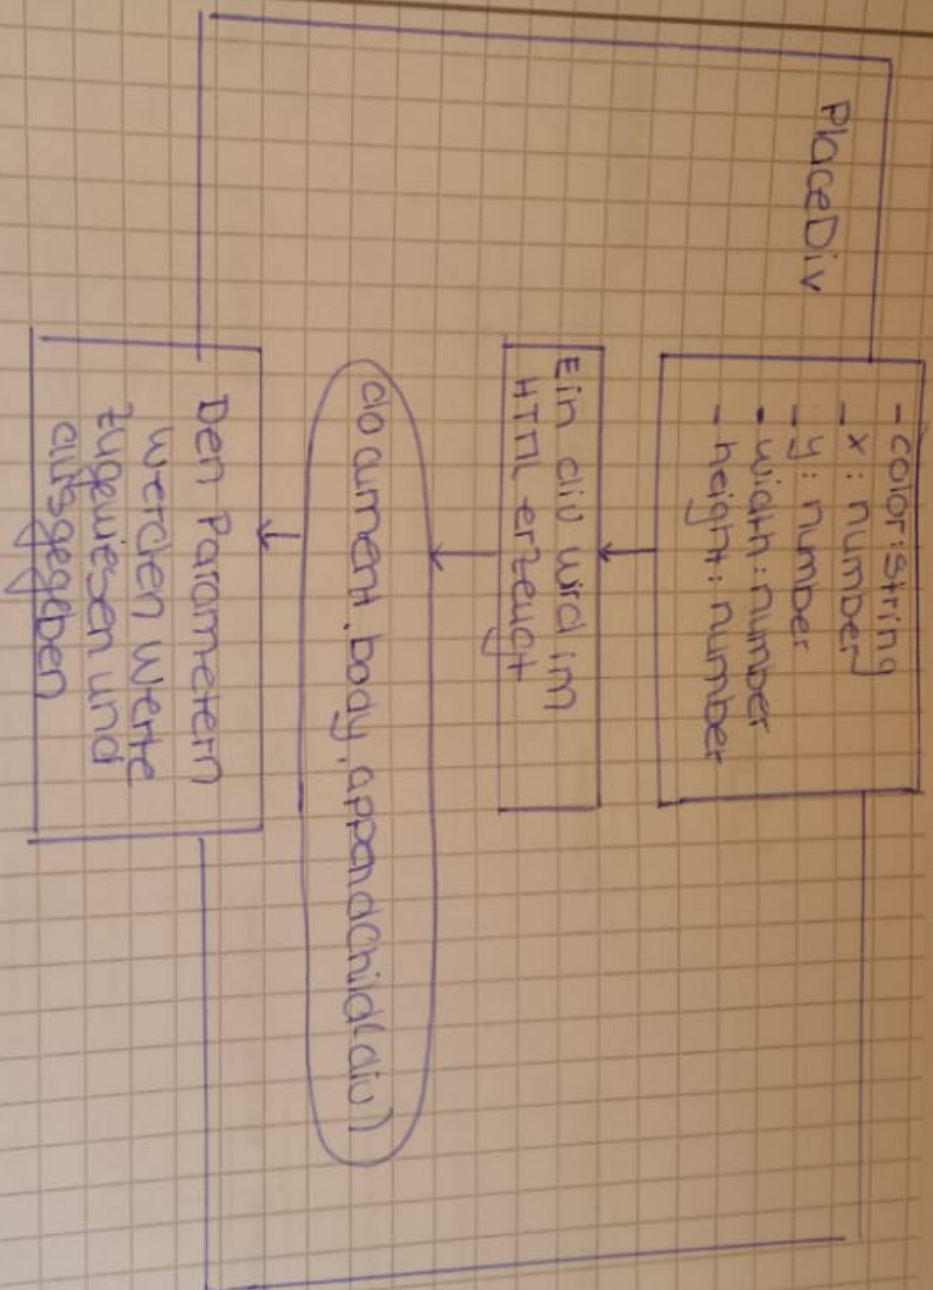 PlaceDiv
- color: string
- x: number
- y: number
- width: number
- height: number
Ein div wird im
HTML erzeugt
document.body.appendChild(div)
Den Parametern
werden Werte
zugewiesen und
ausgegeben